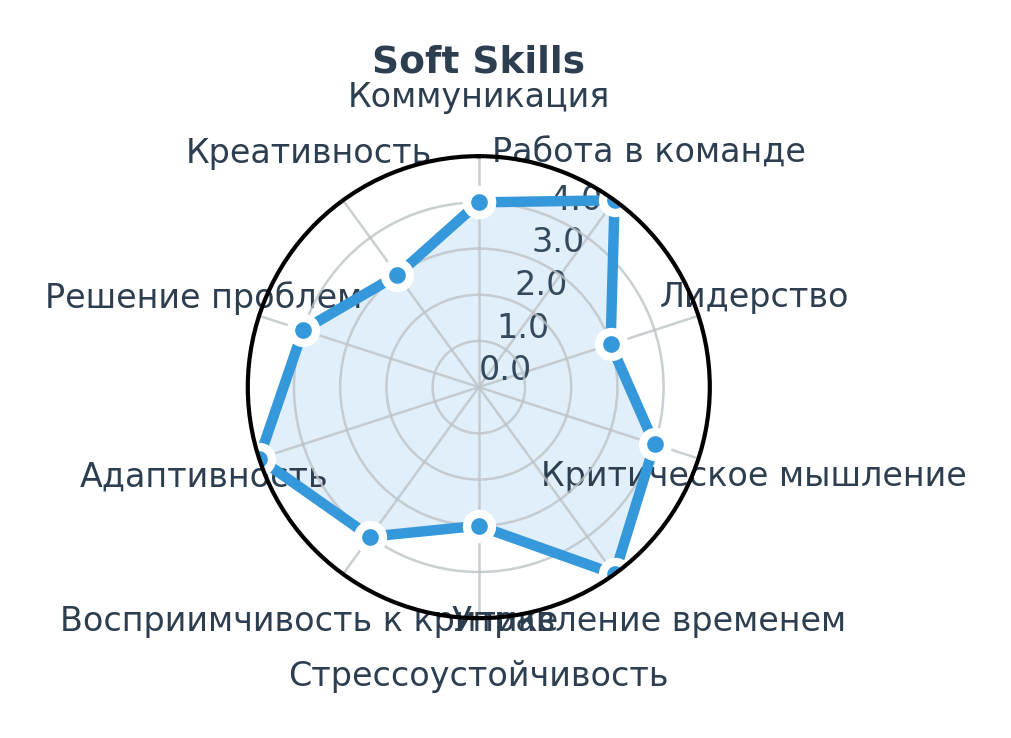 Soft Skills
Коммуникация
Креативность
Работа в команде
4.0
3.0
Решение проблем
2.0
Лидерство
1.0
0.0
Адаптивность
Критическое мышление
Восприимчивость к критике
Управление временем
Стрессоустойчивость